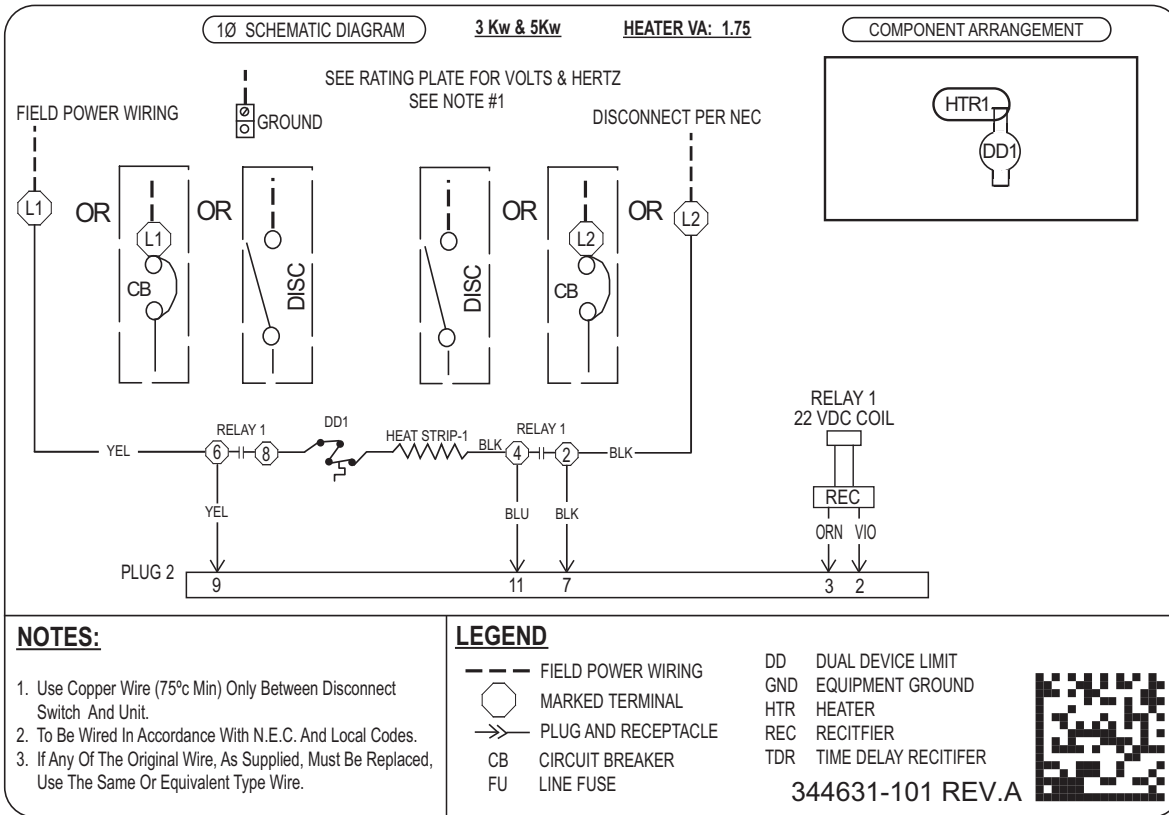 1Ø SCHEMATIC DIAGRAM
3 Kw & 5Kw
HEATER VA: 1.75
COMPONENT ARRANGEMENT
SEE RATING PLATE FOR VOLTS & HERTZ
SEE NOTE #1
FIELD POWER WIRING
GROUND
DISCONNECT PER NEC
HTR1
DD1
L1
OR
L1
CB
OR
DISC
DISC
OR
L2
CB
OR
L2
RELAY 1
22 VDC COIL
REC
ORN VIO
YEL
RELAY 1
6
8
DD1
HEAT STRIP-1
BLK
RELAY 1
4
2
BLK
YEL
BLU
BLK
PLUG 2
9
11
7
3
2
NOTES:
1. Use Copper Wire (75ºc Min) Only Between Disconnect
Switch And Unit.
2. To Be Wired In Accordance With N.E.C. And Local Codes.
3. If Any Of The Original Wire, As Supplied, Must Be Replaced,
Use The Same Or Equivalent Type Wire.
LEGEND
FIELD POWER WIRING
MARKED TERMINAL
PLUG AND RECEPTACLE
CB CIRCUIT BREAKER
FU LINE FUSE
DD DUAL DEVICE LIMIT
GND EQUIPMENT GROUND
HTR HEATER
REC RECITFIER
TDR TIME DELAY RECITIFER
344631-101 REV.A